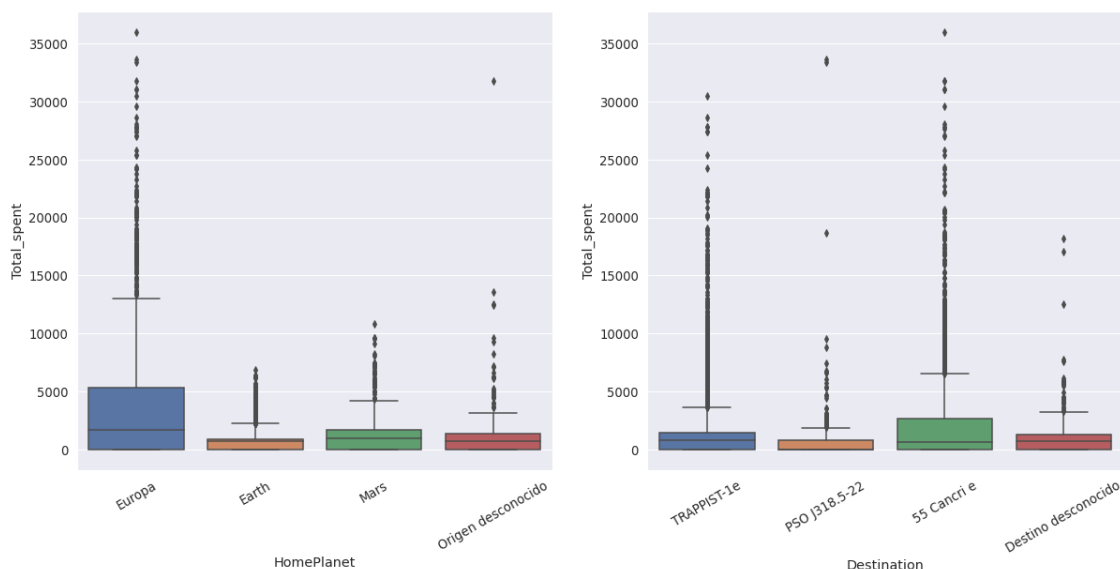 35000
30000
25000
20000
15000
10000
5000
0
Total_spent
Europa
Earth
Mars
Origen desconocido
HomePlanet
35000
30000
25000
20000
15000
10000
5000
0
Total_spent
TRAPPIST-1e
PSO J318.5-22
55 Cancri e
Destino desconocido
Destination